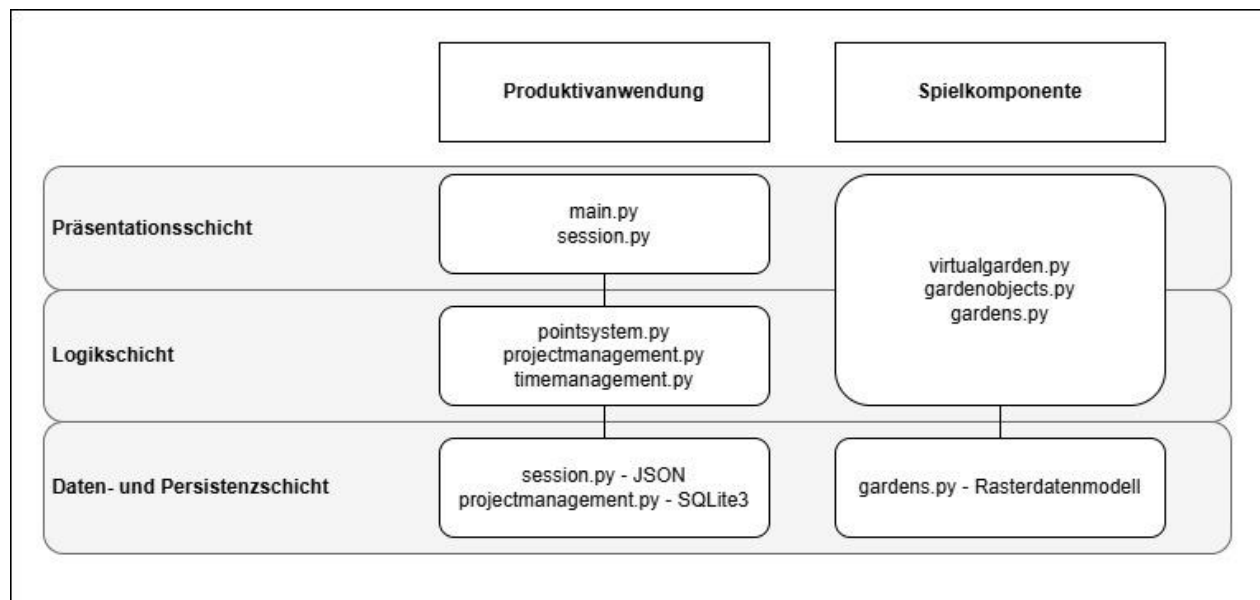 Produktivanwendung
Spielkomponente
Präsentationsschicht
main.py
session.py
virtualgarden.py
gardenobjects.py
gardens.py
Logikschicht
pointsystem.py
projectmanagement.py
timemanagement.py
Daten- und Persistenzschicht
session.py - JSON
projectmanagement.py - SQLite3
gardens.py - Rasterdatenmodell